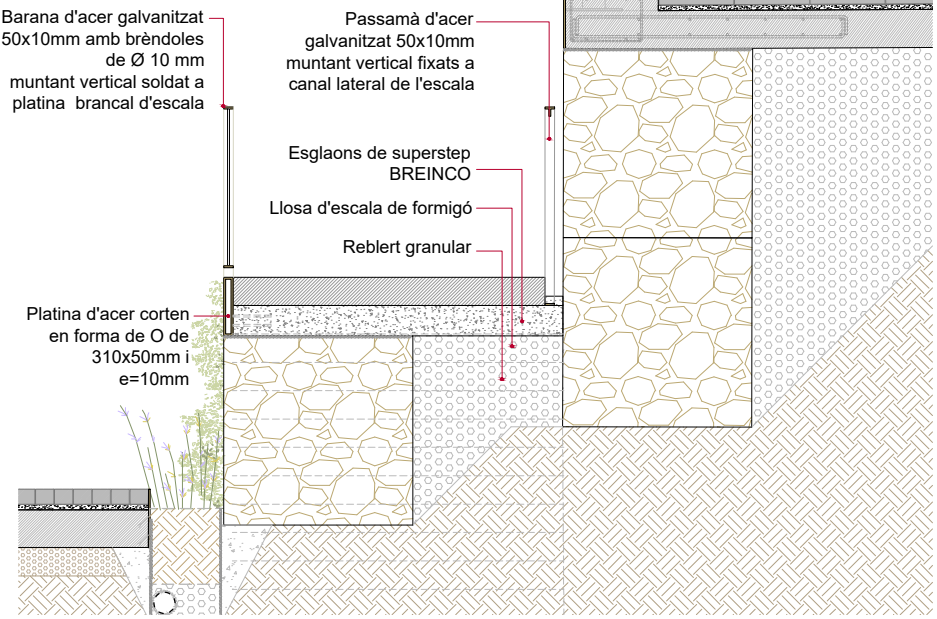 Barana d'acer galvanitzat
50x10mm amb brèndoles
de Ø 10 mm
muntant vertical soldat a
platina brancal d'escala
Passamà d'acer
galvanitzat 50x10mm
muntant vertical fixats a
canal lateral de l'escala
Esglaons de superstep
BREINCO
Llosa d'escala de formigó
Reblert granular
Platina d'acer corten
en forma de O de
310x50mm i
e=10mm